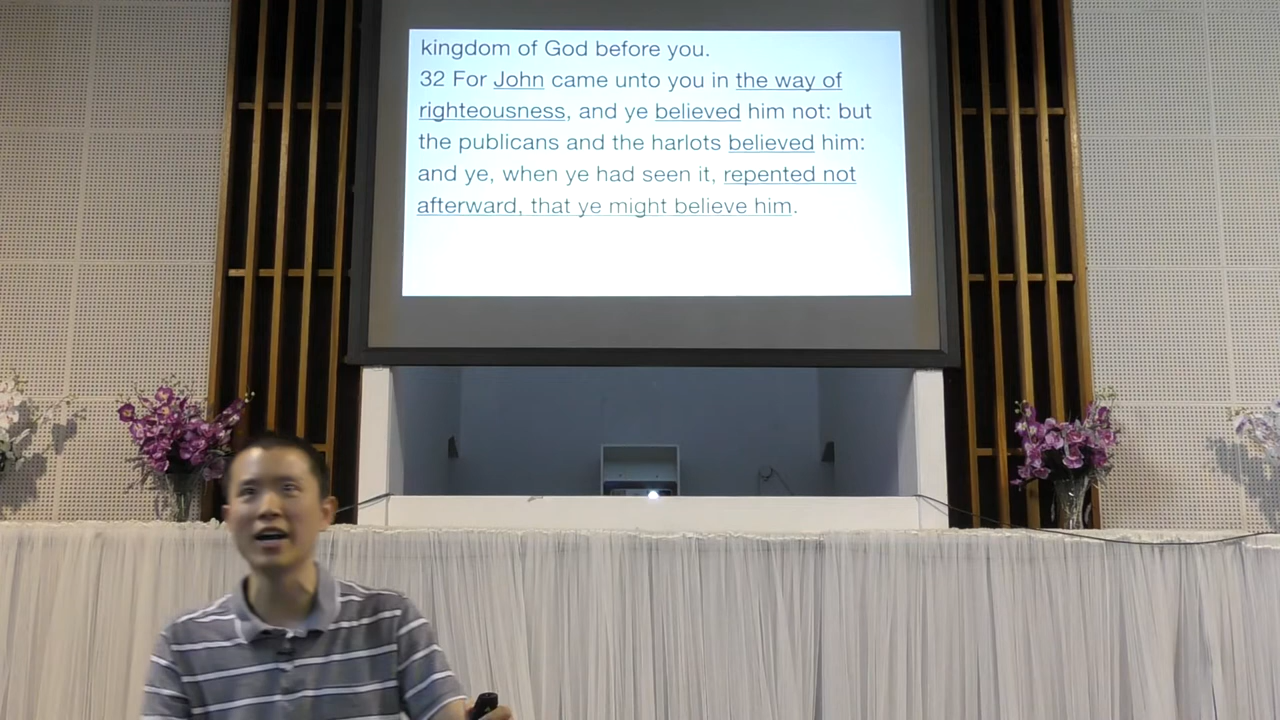 kingdom of God before you.
32 For John came unto you in the way of
righteousness, and ye believed him not: but
the publicans and the harlots believed him:
and ye, when ye had seen it, repented not
afterward, that ye might believe him.